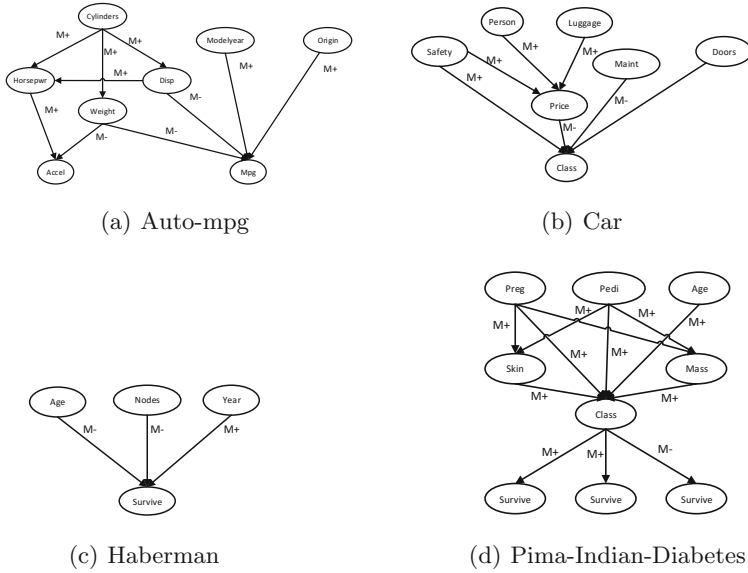 Cylinders
Modelyear
Origin
M+
M+
M+
M+
M+
Horsepwr
M+
Disp
M+
M-
Weight
M-
M-
Accel
Mpg
(a) Auto-mpg
Person
Luggage
Safety
Maint
Doors
M+
M+
M+
M+
Price
M-
M-
Class
(b) Car
Age
Nodes
Year
M-
M-
M+
Survive
(c) Haberman
Preg
Pedi
Age
M+
M+
M+
M+
Skin
Mass
M+
M+
M+
M+
Class
M+
M+
M-
Survive
Survive
Survive
(d) Pima-Indian-Diabetes